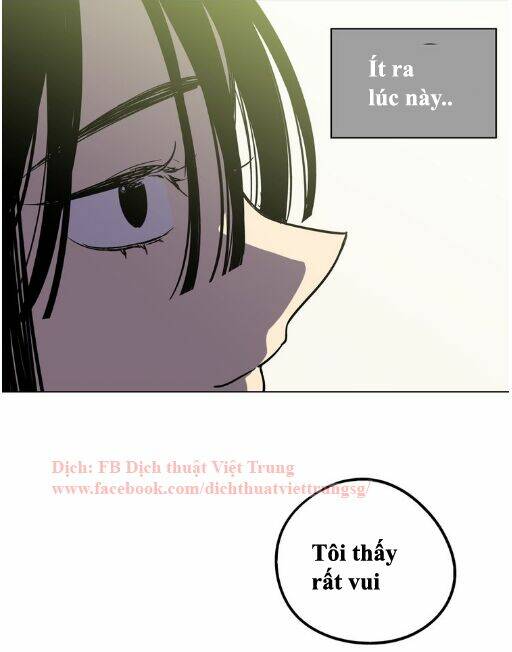 Ít ra
lúc này..
Dịch: FB Dịch thuật Việt Trung
www.facebook.com/dichthuatviettrungsg/
Tôi thấy
rất vui